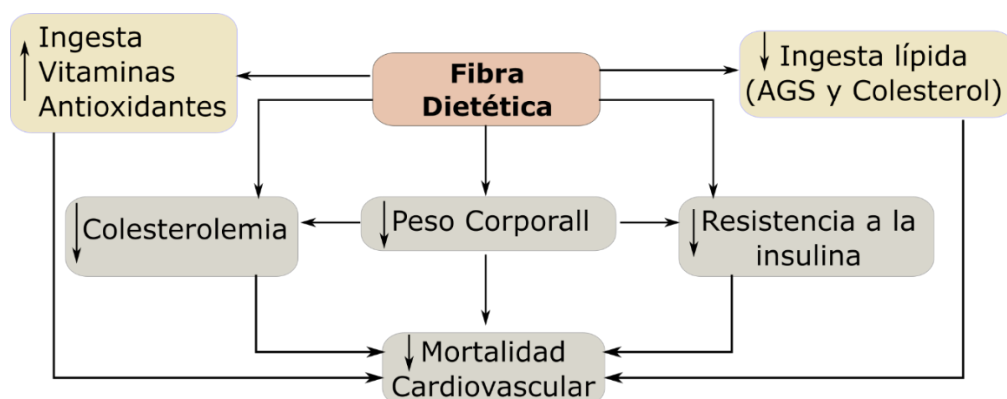 Ingesta
Vitaminas
Antioxidantes
Fibra
Dietética
Ingesta lípida
(AGS y Colesterol)
Colesterolemia
Peso Corporall
Resistencia a la
insulina
Mortalidad
Cardiovascular